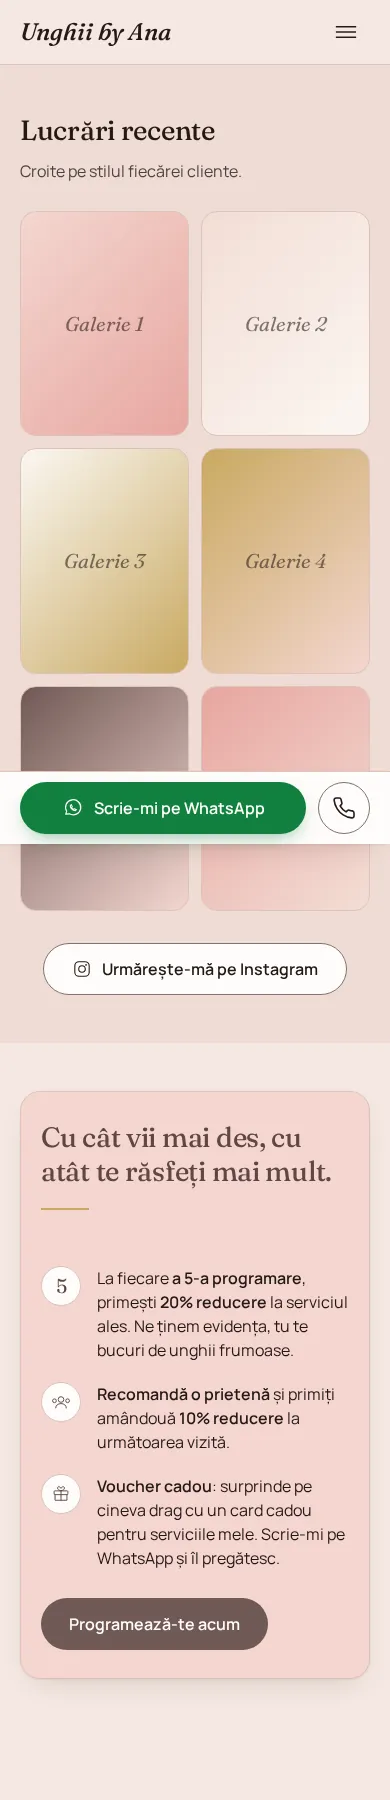 Unghii by Ana
Lucrări recente
Croite pe stilul fiecărei cliente.
Galerie 1
Galerie 2
Galerie 3
Galerie 4
Scrie-mi pe WhatsApp
Urmărește-mă pe Instagram
Cu cât vii mai des, cu
atât te răsfeți mai mult.
5
La fiecare a 5-a programare,
primești 20% reducere la serviciul
ales. Ne ținem evidența, tu te
bucuri de unghii frumoase.
Recomandă o prietenă și primiți
amândouă 10% reducere la
următoarea vizită.
Voucher cadou: surprinde pe
cineva drag cu un card cadou
pentru serviciile mele. Scrie-mi pe
WhatsApp și îl pregătesc.
Programează-te acum